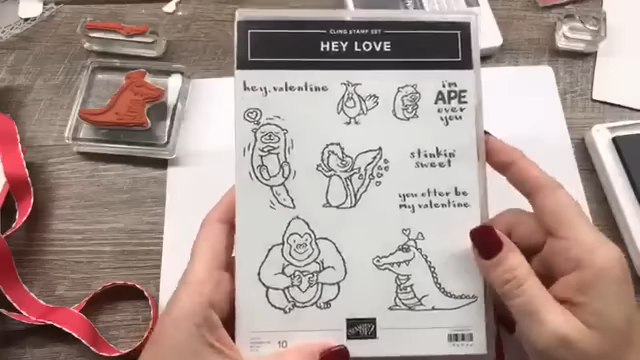 CLING STAMP SET
HEY LOVE
hey, valentine
i'm
APE
over
you
stinkin'
sweet
you otter be
my valentine
10